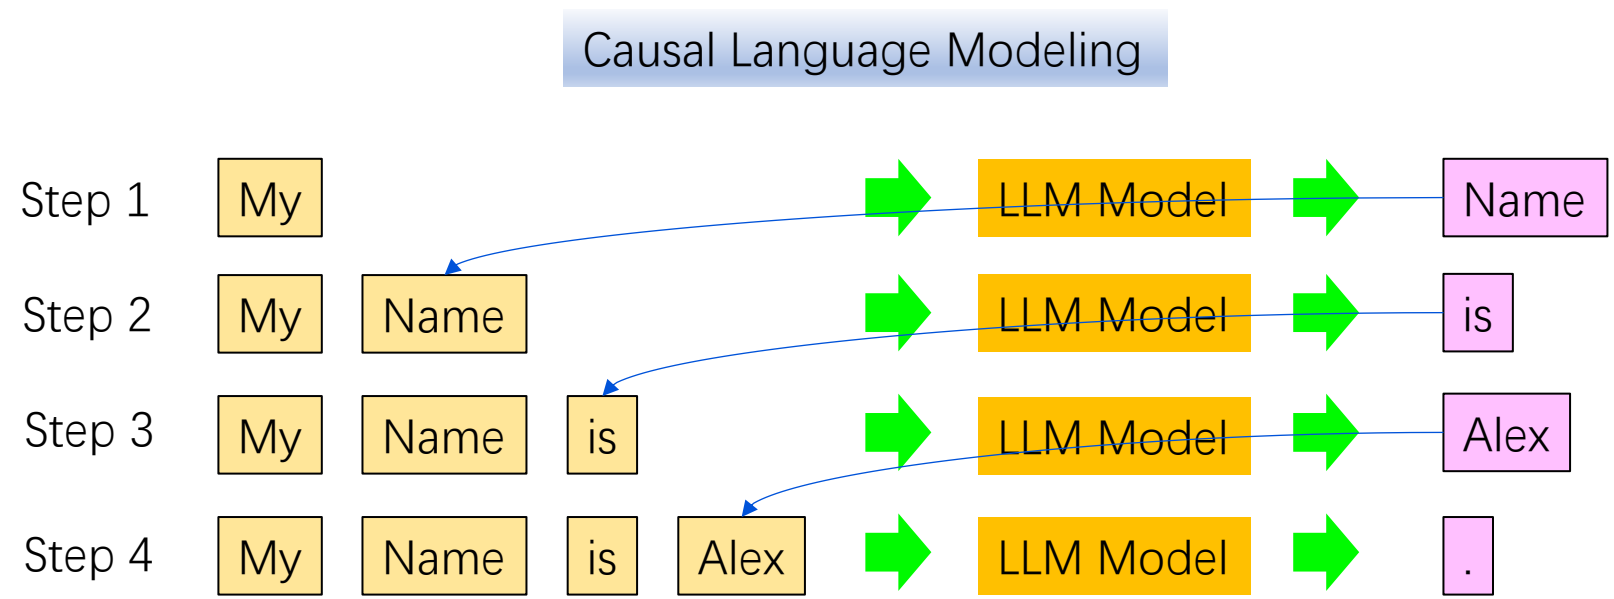 Causal Language Modeling
Step 1 My LLM Model Name
Step 2 My Name LLM Model is
Step 3 My Name is LLM Model Alex
Step 4 My Name is Alex LLM Model .